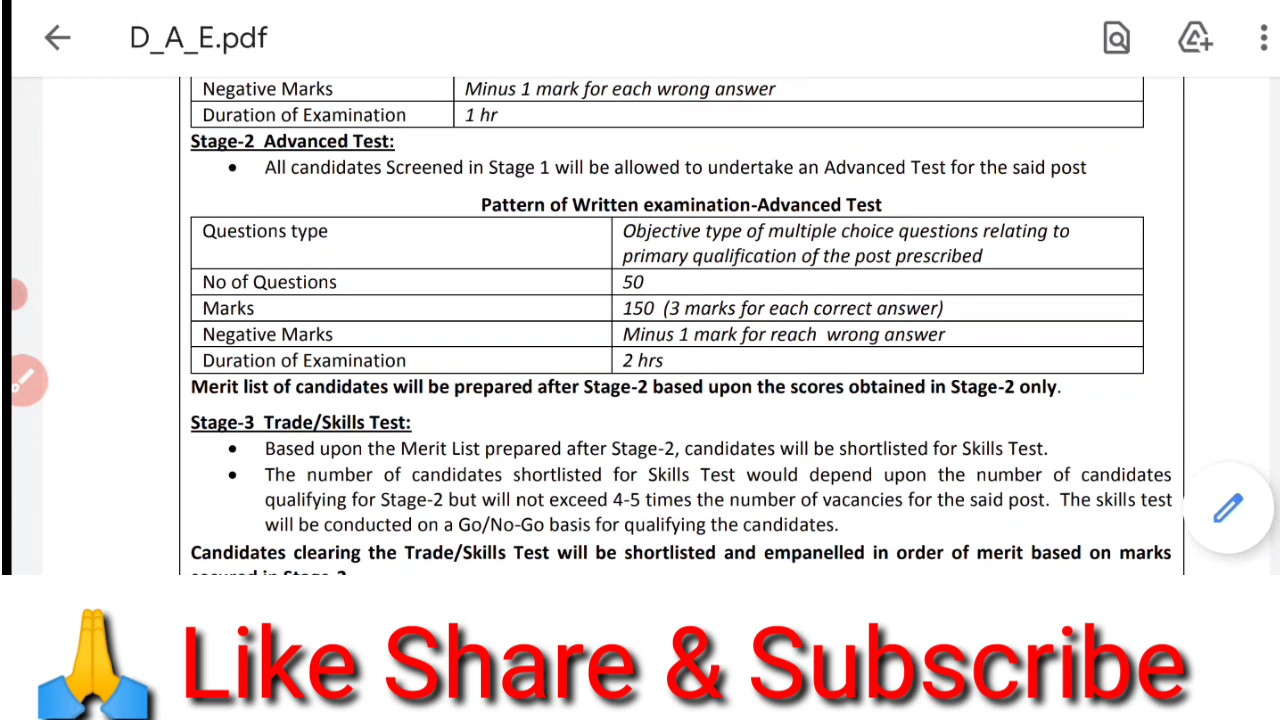 D_A_E.pdf
Negative Marks Minus 1 mark for each wrong answer
Duration of Examination 1 hr
Stage-2 Advanced Test:
• All candidates Screened in Stage 1 will be allowed to undertake an Advanced Test for the said post
Pattern of Written examination-Advanced Test
Questions type Objective type of multiple choice questions relating to
primary qualification of the post prescribed
No of Questions 50
Marks 150 (3 marks for each correct answer)
Negative Marks Minus 1 mark for reach wrong answer
Duration of Examination 2 hrs
Merit list of candidates will be prepared after Stage-2 based upon the scores obtained in Stage-2 only.
Stage-3 Trade/Skills Test:
• Based upon the Merit List prepared after Stage-2, candidates will be shortlisted for Skills Test.
• The number of candidates shortlisted for Skills Test would depend upon the number of candidates
qualifying for Stage-2 but will not exceed 4-5 times the number of vacancies for the said post. The skills test
will be conducted on a Go/No-Go basis for qualifying the candidates.
Candidates clearing the Trade/Skills Test will be shortlisted and empanelled in order of merit based on marks
Like Share & Subscribe